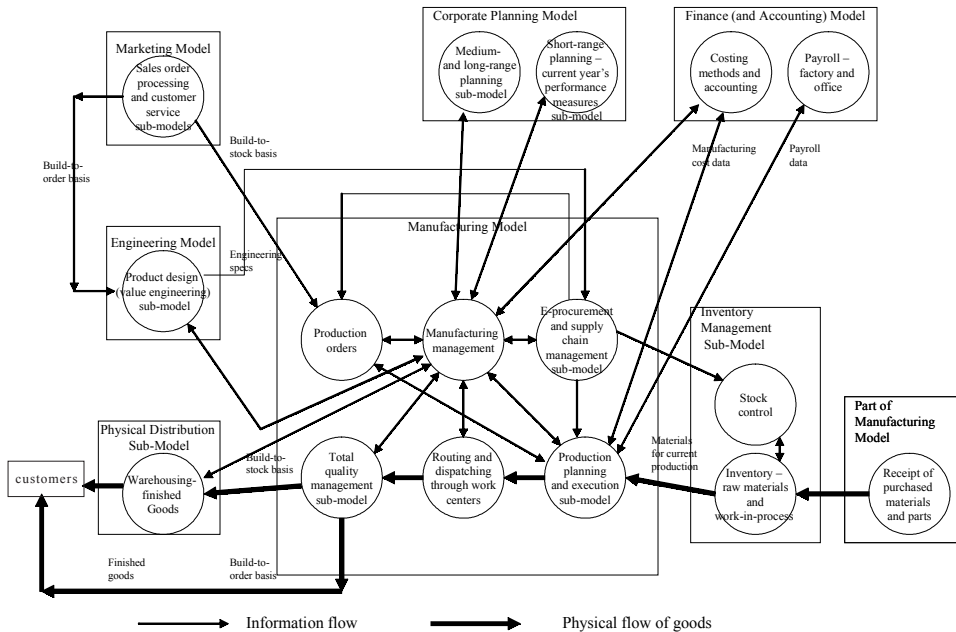 Corporate Planning Model
Finance (and Accounting) Model
Marketing Model
Sales order
processing
and customer
service
sub-models
Medium-
and long-range
planning
sub-model
Short-range
planning –
current year's
performance
measures
sub-model
Costing
methods and
accounting
Payroll –
factory and
office
Build-to-
stock basis
Build-to-
order basis
Manufacturing
cost data
Payroll
data
Manufacturing Model
Engineering Model
Engineering
specs
Product design
(value engineering)
sub-model
Production
orders
Manufacturing
management
E-procurement
and supply
chain
management
sub-model
Inventory
Management
Sub-Model
Stock
control
Part of
Manufacturing
Model
Physical Distribution
Sub-Model
Build-to-
stock basis
customers
Warehousing-
finished
Goods
Total
quality
management
sub-model
Routing and
dispatching
through work
centers
Production
planning
and execution
sub-model
Materials
for current
production
Inventory –
raw materials
and
work-in-process
Receipt of
purchased
materials
and parts
Finished
goods
Build-to-
order basis
Information flow
Physical flow of goods